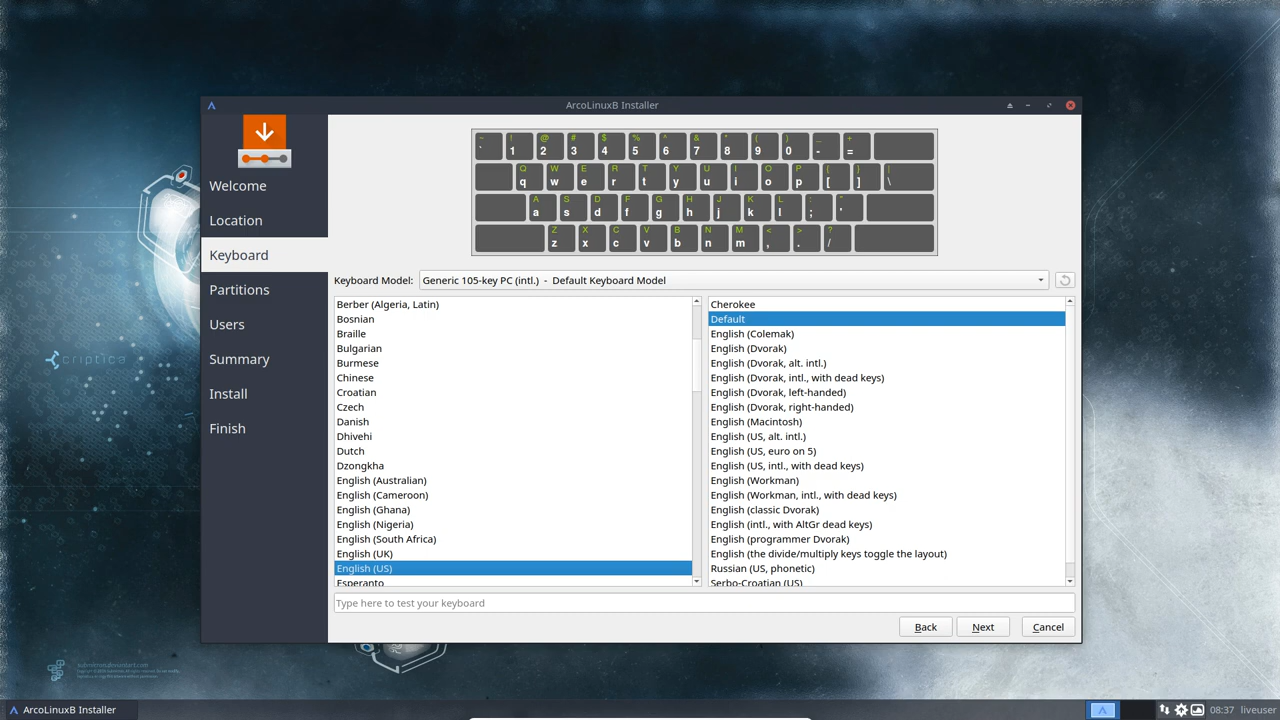 ArcoLinuxB Installer
Welcome
Location
Keyboard
Partitions
Users
Summary
Install
Finish
~ ! @ # $ % ^ & * ( ) _ +
` 1 2 3 4 5 6 7 8 9 0 - =
Q W E R T Y U I O P { } |
q w e r t y u i o p [ ] \
A S D F G H J K L : "
a s d f g h j k l ; '
Z X C V B N M < > ?
z x c v b n m , . /
Keyboard Model: Generic 105-key PC (intl.) - Default Keyboard Model
Berber (Algeria, Latin)
Bosnian
Braille
Bulgarian
Burmese
Chinese
Croatian
Czech
Danish
Dhivehi
Dutch
Dzongkha
English (Australian)
English (Cameroon)
English (Ghana)
English (Nigeria)
English (South Africa)
English (UK)
English (US)
Esperanto
Cherokee
Default
English (Colemak)
English (Dvorak)
English (Dvorak, alt. intl.)
English (Dvorak, intl., with dead keys)
English (Dvorak, left-handed)
English (Dvorak, right-handed)
English (Macintosh)
English (US, alt. intl.)
English (US, euro on 5)
English (US, intl., with dead keys)
English (Workman)
English (Workman, intl., with dead keys)
English (classic Dvorak)
English (intl., with AltGr dead keys)
English (programmer Dvorak)
English (the divide/multiply keys toggle the layout)
Russian (US, phonetic)
Serbo-Croatian (US)
Type here to test your keyboard
Back Next Cancel
criptica
ArcoLinuxB Installer
08:37 liveuser